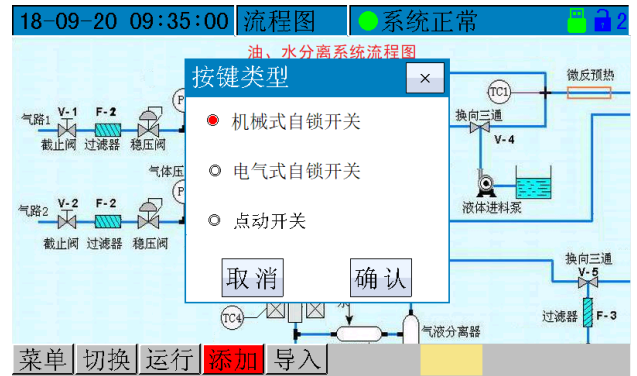 18-09-20 09:35:00 流程图 系统正常 2
油、水分离系统流程图
按键类型 ×
机械式自锁开关
电气式自锁开关
点动开关
取消 确认
气路1 V-1 F-2
截止阀 过滤器 稳压阀
气体压
气路2 V-2 F-2
截止阀 过滤器 稳压阀
TC1 微反预热
换向三通
V-4
液体进料泵
换向三通
V-5
过滤器 F-3
TC4
气液分离器
菜单 切换 运行 添加 导入